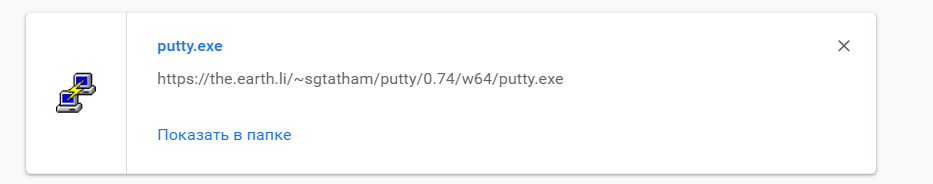 putty.exe
https://the.earth.li/~sgtatham/putty/0.74/w64/putty.exe
Показать в папке